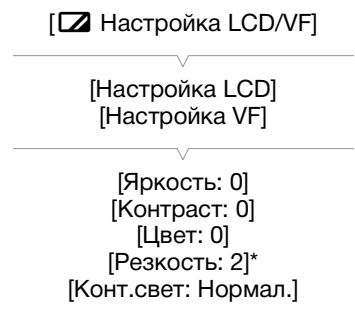 [Настройка LCD/VF]
[Настройка LCD]
[Настройка VF]
[Яркость: 0]
[Контраст: 0]
[Цвет: 0]
[Резкость: 2]*
[Конт.свет: Нормал.]